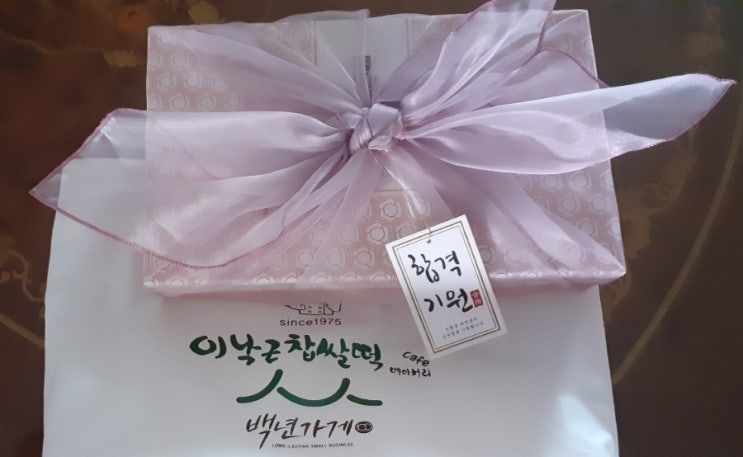 합격
기원
since1975
이낙근찹쌀떡
cafe
베이커리
백년가게
LONG-LASTING SMALL BUSINESS